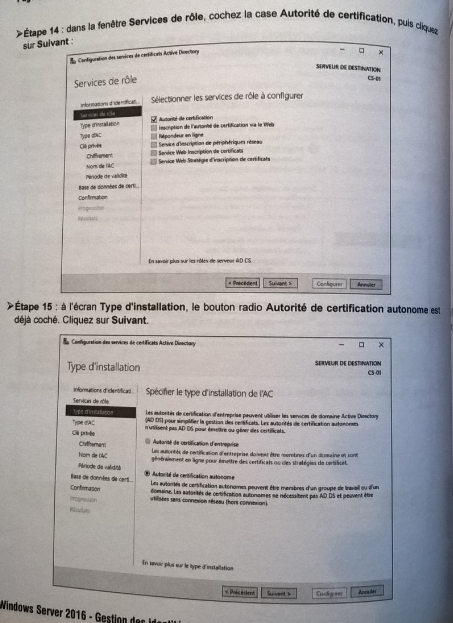 ➤Étape 14 : dans la fenêtre Services de rôle, cochez la case Autorité de certification, puis cliquez
sur Suivant :
Configuration des services de certificats Active Directory
SERVEUR DE DESTINATION
CS-01
Services de rôle
Informations d'identificat...
Services de rôle
Type d'installation
Type d'AC
Clé privée
Chiffrement
Nom de l'AC
Période de validité
Base de données de certi...
Confirmation
Progression
Résultats
Sélectionner les services de rôle à configurer
Autorité de certification
Inscription de l'autorité de certification via le Web
Répondeur en ligne
Service d'inscription de périphériques réseau
Service Web Inscription de certificats
Service Web Stratégie d'inscription de certificats
En savoir plus sur les rôles de serveur AD CS
< Précédent Suivant > Configurer Annuler
➤Étape 15 : à l'écran Type d'installation, le bouton radio Autorité de certification autonome est
déjà coché. Cliquez sur Suivant.
Configuration des services de certificats Active Directory
SERVEUR DE DESTINATION
CS-01
Type d'installation
Informations d'identificat...
Services de rôle
Type d'installation
Type d'AC
Clé privée
Chiffrement
Nom de l'AC
Période de validité
Base de données de certi...
Confirmation
Progression
Résultats
Spécifier le type d'installation de l'AC
Les autorités de certification d'entreprise peuvent utiliser les services de domaine Active Directory
(AD DS) pour simplifier la gestion des certificats. Les autorités de certification autonomes
n'utilisent pas AD DS pour émettre ou gérer des certificats.
Autorité de certification d'entreprise
Les autorités de certification d'entreprise doivent être membres d'un domaine et sont
généralement en ligne pour émettre des certificats ou des stratégies de certificat.
Autorité de certification autonome
Les autorités de certification autonomes peuvent être membres d'un groupe de travail ou d'un
domaine. Les autorités de certification autonomes ne nécessitent pas AD DS et peuvent être
utilisées sans connexion réseau (hors connexion).
En savoir plus sur le type d'installation
< Précédent Suivant > Configurer Annuler
Windows Server 2016 - Gestion des